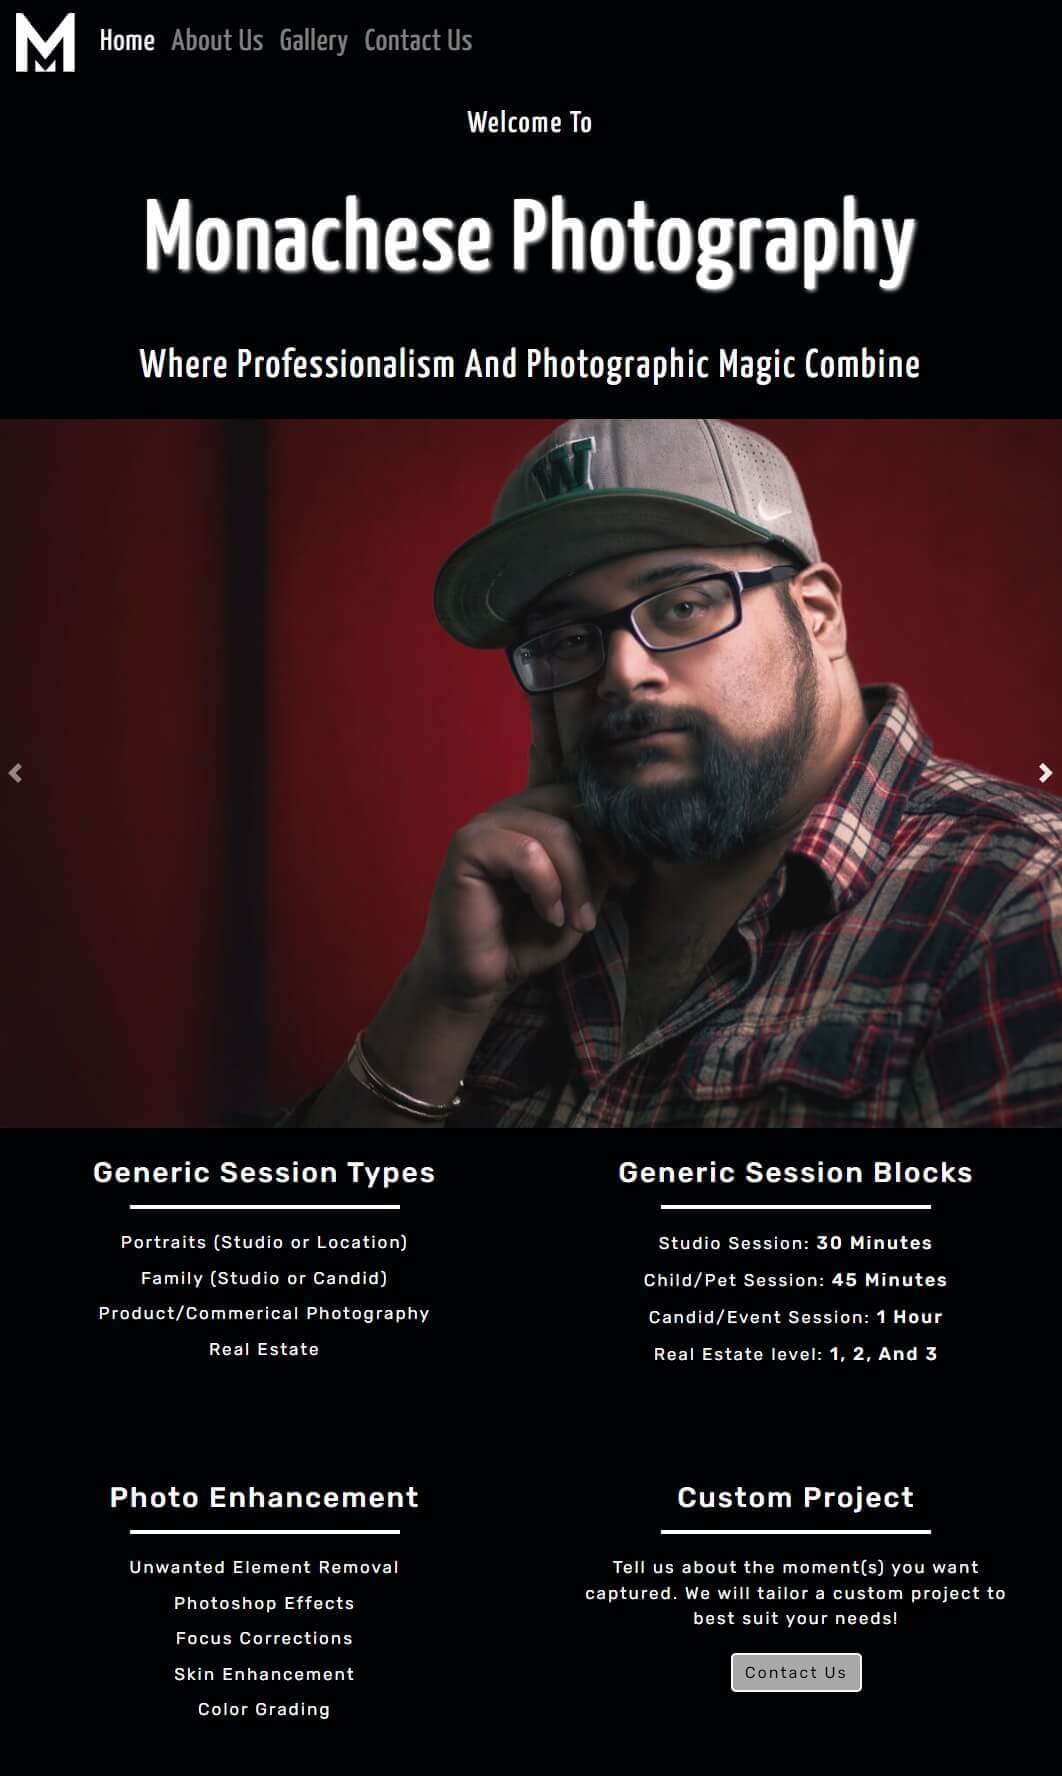 M
Home About Us Gallery Contact Us
Welcome To
Monachese Photography
Where Professionalism And Photographic Magic Combine
W
Generic Session Types
Portraits (Studio or Location)
Family (Studio or Candid)
Product/Commerical Photography
Real Estate
Generic Session Blocks
Studio Session: 30 Minutes
Child/Pet Session: 45 Minutes
Candid/Event Session: 1 Hour
Real Estate level: 1, 2, And 3
Photo Enhancement
Unwanted Element Removal
Photoshop Effects
Focus Corrections
Skin Enhancement
Color Grading
Custom Project
Tell us about the moment(s) you want
captured. We will tailor a custom project to
best suit your needs!
Contact Us